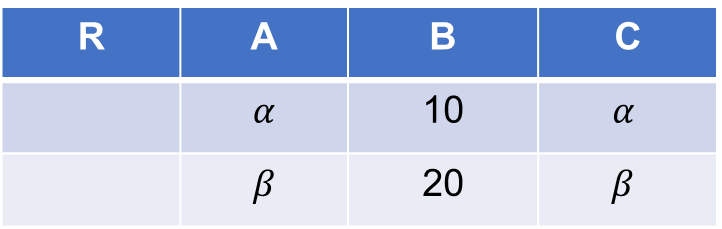 R A B C
𝛼 10 𝛼
𝛽 20 𝛽